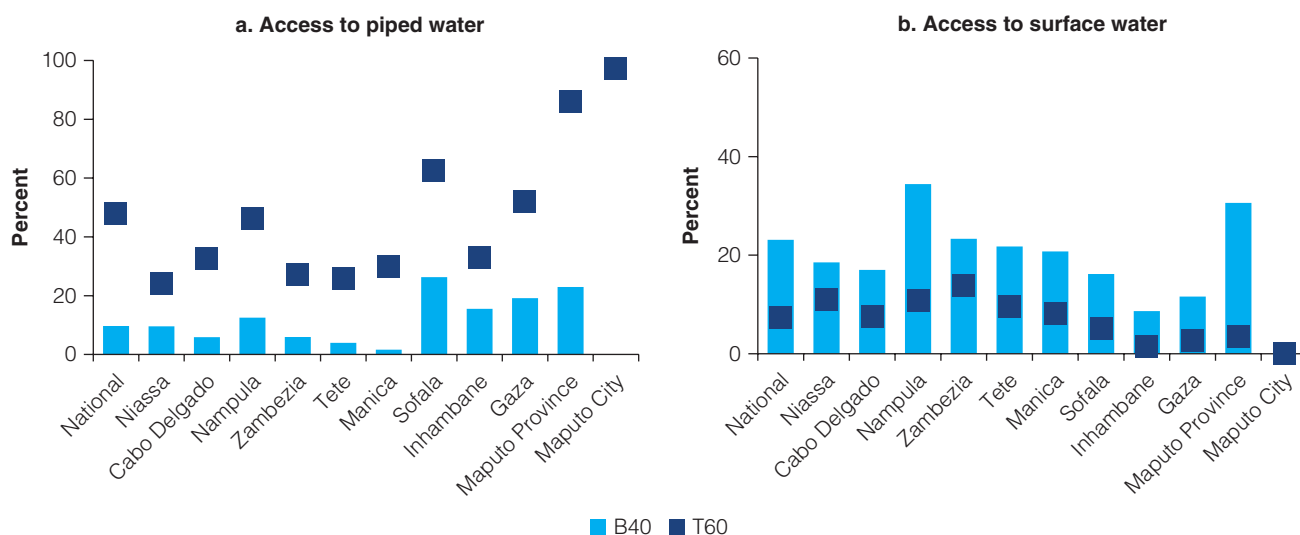 a. Access to piped water
Percent
100
80
60
40
20
0
National
Niassa
Cabo Delgado
Nampula
Zambezia
Tete
Manica
Sofala
Inhambane
Gaza
Maputo Province
Maputo City
b. Access to surface water
Percent
60
40
20
0
National
Niassa
Cabo Delgado
Nampula
Zambezia
Tete
Manica
Sofala
Inhambane
Gaza
Maputo Province
Maputo City
B40 T60